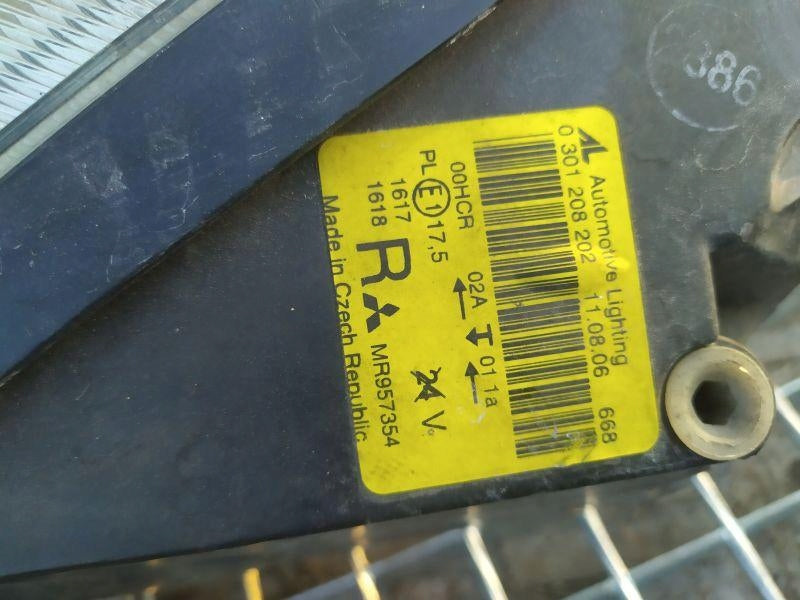 AL Automotive Lighting
0 301 208 202 11.08.06 668
00HCR 02A 01 1a
PL E1 17,5
1617
1618
R MR957354
24 V.
Made in Czech Republic
386